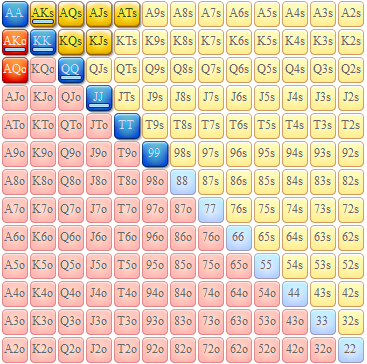 AA AKs AQs AJs ATs A9s A8s A7s A6s A5s A4s A3s A2s
AKo KK KQs KJs KTs K9s K8s K7s K6s K5s K4s K3s K2s
AQo KQo QQ QJs QTs Q9s Q8s Q7s Q6s Q5s Q4s Q3s Q2s
AJo KJo QJo JJ JTs J9s J8s J7s J6s J5s J4s J3s J2s
ATo KTo QTo JTo TT T9s T8s T7s T6s T5s T4s T3s T2s
A9o K9o Q9o J9o T9o 99 98s 97s 96s 95s 94s 93s 92s
A8o K8o Q8o J8o T8o 98o 88 87s 86s 85s 84s 83s 82s
A7o K7o Q7o J7o T7o 97o 87o 77 76s 75s 74s 73s 72s
A6o K6o Q6o J6o T6o 96o 86o 76o 66 65s 64s 63s 62s
A5o K5o Q5o J5o T5o 95o 85o 75o 65o 55 54s 53s 52s
A4o K4o Q4o J4o T4o 94o 84o 74o 64o 54o 44 43s 42s
A3o K3o Q3o J3o T3o 93o 83o 73o 63o 53o 43o 33 32s
A2o K2o Q2o J2o T2o 92o 82o 72o 62o 52o 42o 32o 22